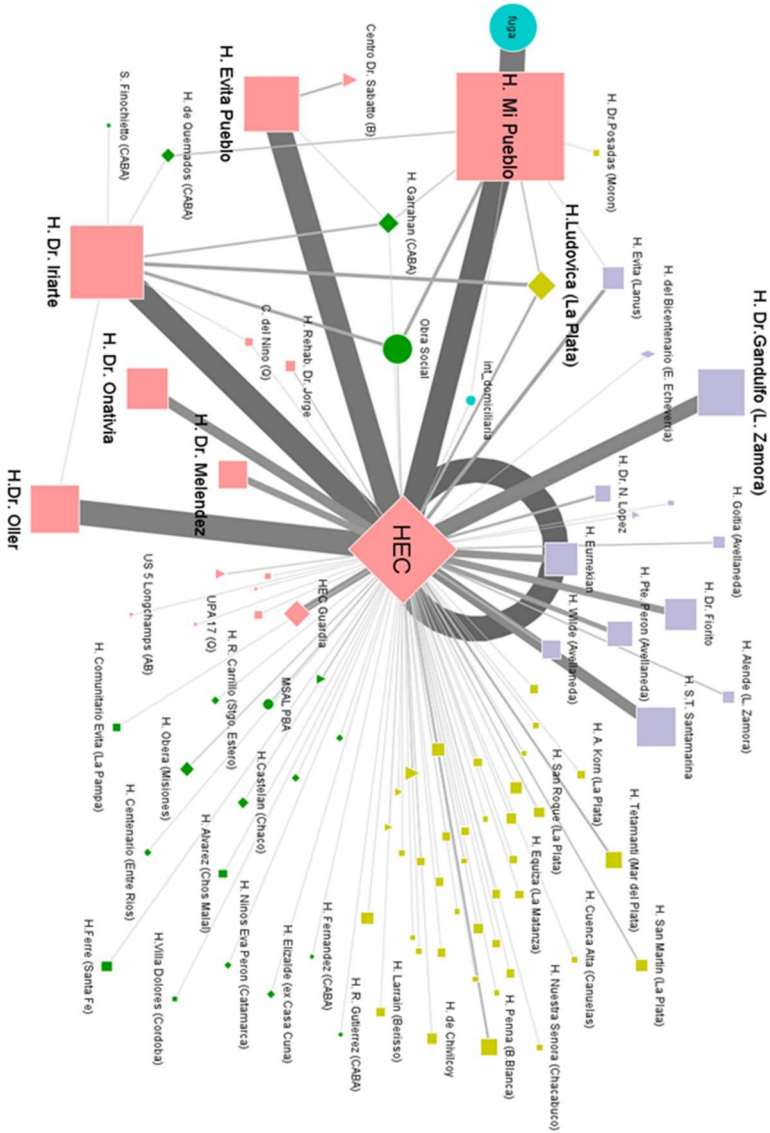 fuga
H. Mi Pueblo
H. Dr.Posadas (Moron)
Centro Dr. Sabatto (B)
H. Evita Pueblo
H. de Quemados (CABA)
S. Finochietto (CABA)
H. Garrahan (CABA)
H.Ludovica (La Plata)
H. Evita (Lanus)
H. del Bicentenario (E. Echeverria)
H. Dr.Gandulfo (L. Zamora)
H. Dr. Iriarte
C. del Nino (Q)
H. Rehab. Dr. Jorge
Obra Social
int_domiciliaria
H. Dr. Onativia
H. Dr. Melendez
H.Dr. Oller
HEC
H. Dr. N. Lopez
H. Goitia (Avellaneda)
H. Eurnekian
H. Dr. Fiorito
H. Pte. Peron (Avellaneda)
H. Wilde (Avellaneda)
H. Alende (L. Zamora)
H. S.T. Santamarina
HEC Guardia
UPA 17 (Q)
US 5 Longchamps (AB)
MSAL PBA
H. R. Carrillo (Stgo. Estero)
H. Comunitario Evita (La Pampa)
H. Obera (Misiones)
H.Castelan (Chaco)
H. Centenario (Entre Rios)
H. Alvarez (Chos Malal)
H.Ferre (Santa Fe)
H.Villa Dolores (Cordoba)
H. Ninos Eva Peron (Catamarca)
H. Elizalde (ex Casa Cuna)
H. Fernandez (CABA)
H. R. Gutierrez (CABA)
H. Larrain (Berisso)
H. de Chivilcoy
H. Penna (B.Blanca)
H. Nuestra Senora (Chacabuco)
H. Cuenca Alta (Canuelas)
H. Equiza (La Matanza)
H. San Roque (La Plata)
H. A. Korn (La Plata)
H. Tetamanti (Mar del Plata)
H. San Martin (La Plata)